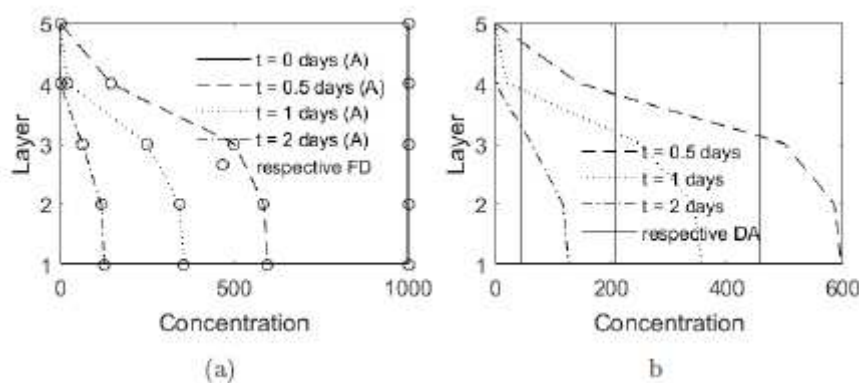 5
4
3
2
1
Layer
t = 0 days (A)
t = 0.5 days (A)
t = 1 days (A)
t = 2 days (A)
respective FD
0 500 1000
Concentration
(a)
5
4
3
2
1
Layer
t = 0.5 days
t = 1 days
t = 2 days
respective DA
0 200 400 600
Concentration
b